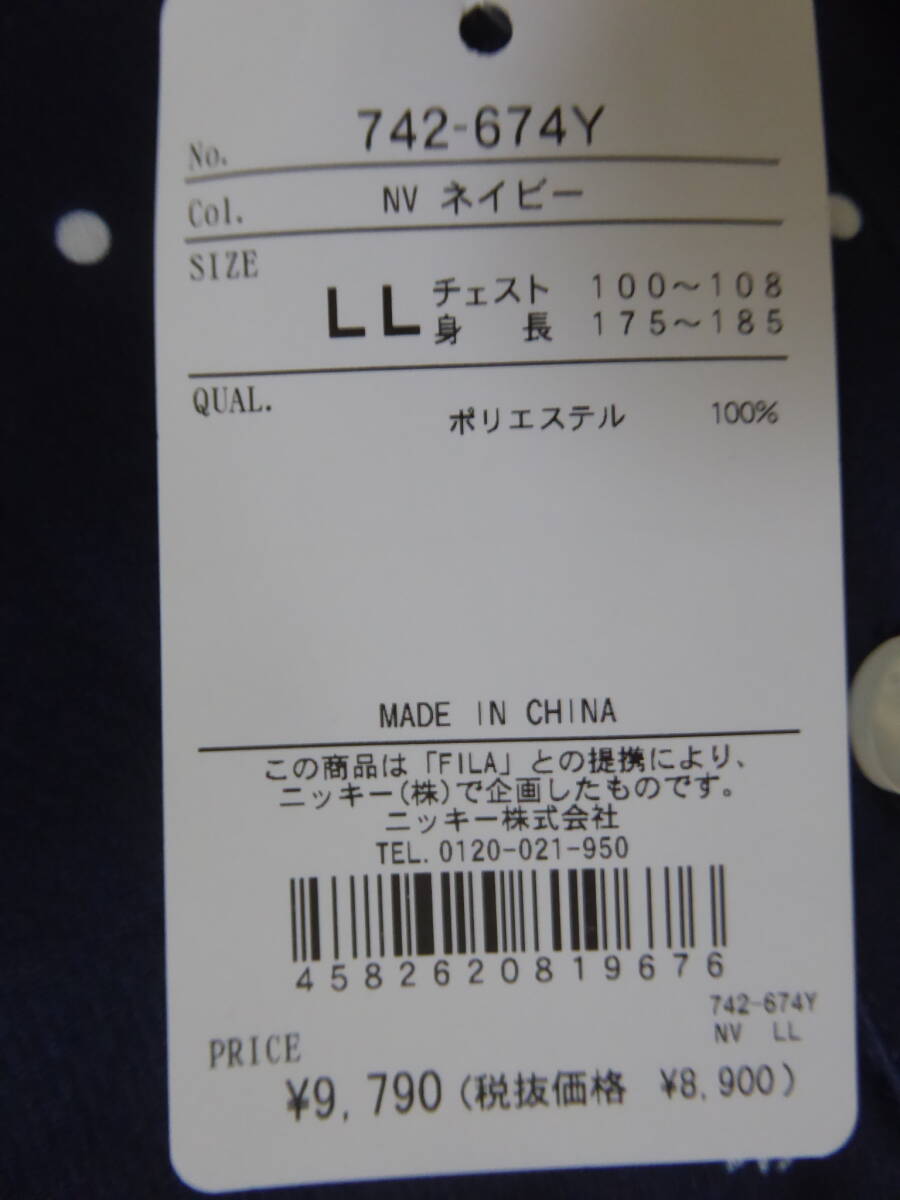 No. 742-674Y
Col. NV ネイビー
SIZE
LL チェスト 100〜108
身 長 175〜185
QUAL.
ポリエステル 100%
MADE IN CHINA
この商品は「FILA」との提携により、
ニッキー(株)で企画したものです。
ニッキー株式会社
TEL. 0120-021-950
4582620819676
742-674Y
NV LL
PRICE
¥9,790 (税抜価格 ¥8,900)